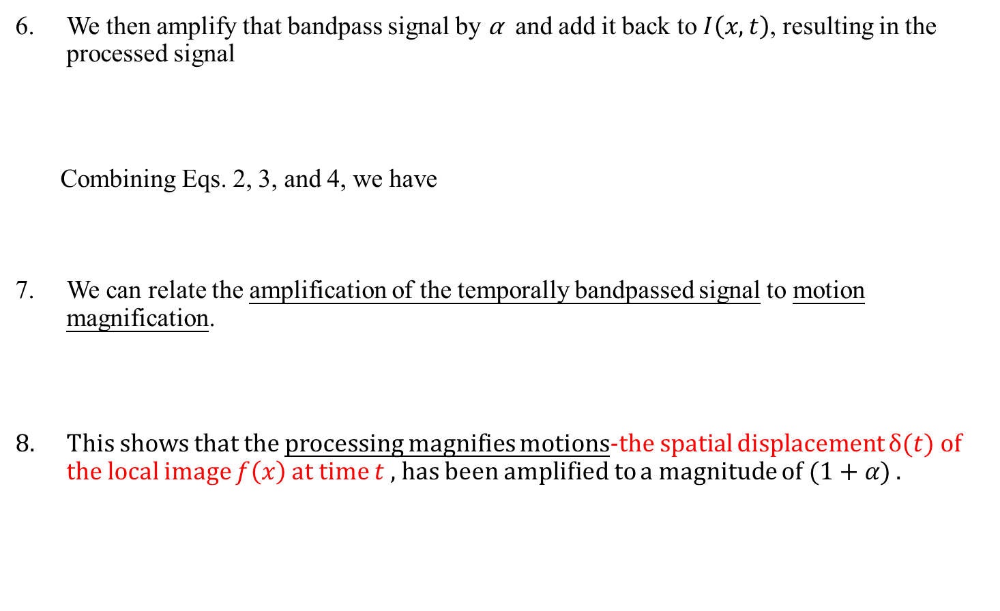 6. We then amplify that bandpass signal by α and add it back to I(x, t), resulting in the
processed signal
Combining Eqs. 2, 3, and 4, we have
7. We can relate the amplification of the temporally bandpassed signal to motion
magnification.
8. This shows that the processing magnifies motions-the spatial displacement δ(t) of
the local image f(x) at time t , has been amplified to a magnitude of (1 + α) .